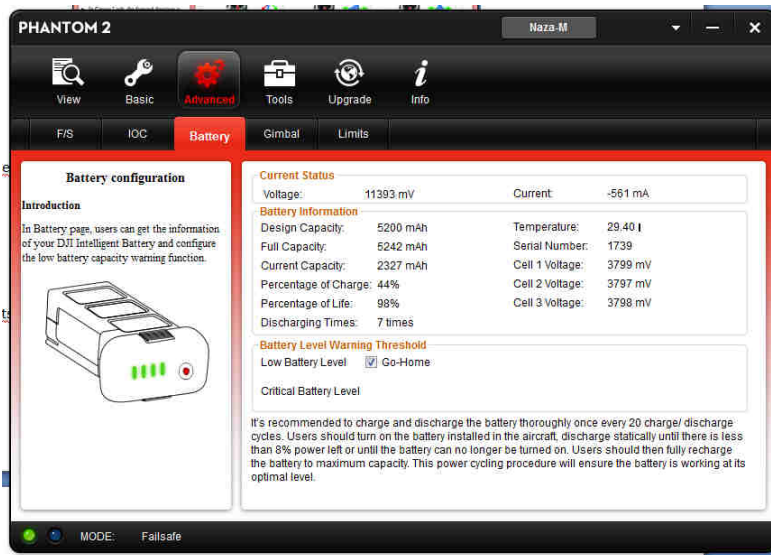 PHANTOM 2
Naza-M
View Basic Advanced Tools Upgrade Info
F/S IOC Battery Gimbal Limits
Battery configuration
Introduction
In Battery page, users can get the information
of your DJI Intelligent Battery and configure
the low battery capacity warning function.
Current Status
Voltage: 11393 mV Current: -561 mA
Battery Information
Design Capacity: 5200 mAh Temperature: 29.40
Full Capacity: 5242 mAh Serial Number: 1739
Current Capacity: 2327 mAh Cell 1 Voltage: 3799 mV
Percentage of Charge: 44% Cell 2 Voltage: 3797 mV
Percentage of Life: 98% Cell 3 Voltage: 3798 mV
Discharging Times: 7 times
Battery Level Warning Threshold
Low Battery Level Go-Home
Critical Battery Level
It's recommended to charge and discharge the battery thoroughly once every 20 charge/ discharge
cycles. Users should turn on the battery installed in the aircraft, discharge statically until there is less
than 8% power left or until the battery can no longer be turned on. Users should then fully recharge
the battery to maximum capacity. This power cycling procedure will ensure the battery is working at its
optimal level.
MODE: Failsafe